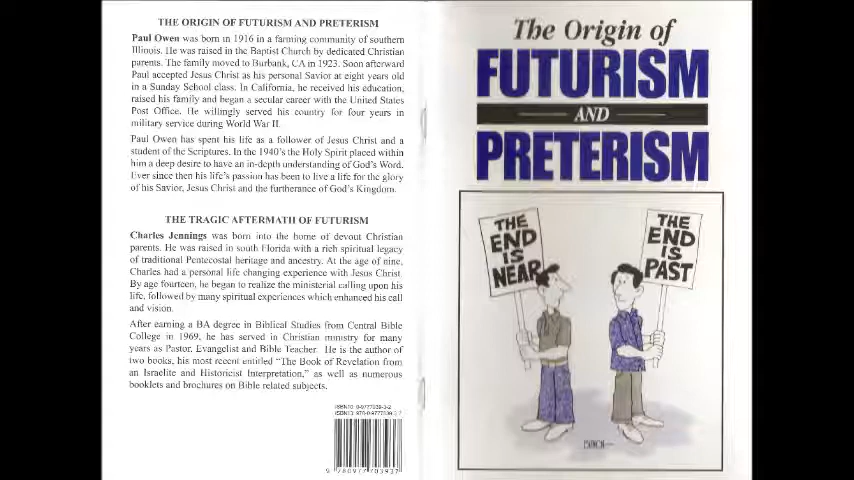 THE ORIGIN OF FUTURISM AND PRETERISM
Paul Owen was born in 1916 in a farming community of southern
Illinois. He was raised in the Baptist Church by dedicated Christian
parents. The family moved to Burbank, CA in 1923. Soon afterward
Paul accepted Jesus Christ as his personal Savior at eight years old
in a Sunday School class. In California, he received his education,
raised his family and began a secular career with the United States
Post Office. He willingly served his country for four years in
military service during World War II.
Paul Owen has spent his life as a follower of Jesus Christ and a
student of the Scriptures. In the 1940's the Holy Spirit placed within
him a deep desire to have an in-depth understanding of God's Word.
Ever since then his life's passion has been to live a life for the glory
of his Savior, Jesus Christ and the furtherance of God's Kingdom.
THE TRAGIC AFTERMATH OF FUTURISM
Charles Jennings was born into the home of devout Christian
parents. He was raised in south Florida with a rich spiritual legacy
of traditional Pentecostal heritage and ancestry. At the age of nine,
Charles had a personal life changing experience with Jesus Christ.
By age fourteen, he began to realize the ministerial calling upon his
life, followed by many spiritual experiences which enhanced his call
and vision.
After earning a BA degree in Biblical Studies from Central Bible
College in 1969, he has served in Christian ministry for many
years as Pastor, Evangelist and Bible Teacher. He is the author of
two books, his most recent entitled "The Book of Revelation from
an Israelite and Historicist Interpretation," as well as numerous
booklets and brochures on Bible related subjects.
The Origin of
FUTURISM
AND
PRETERISM
THE
END
IS
NEAR
THE
END
IS
PAST